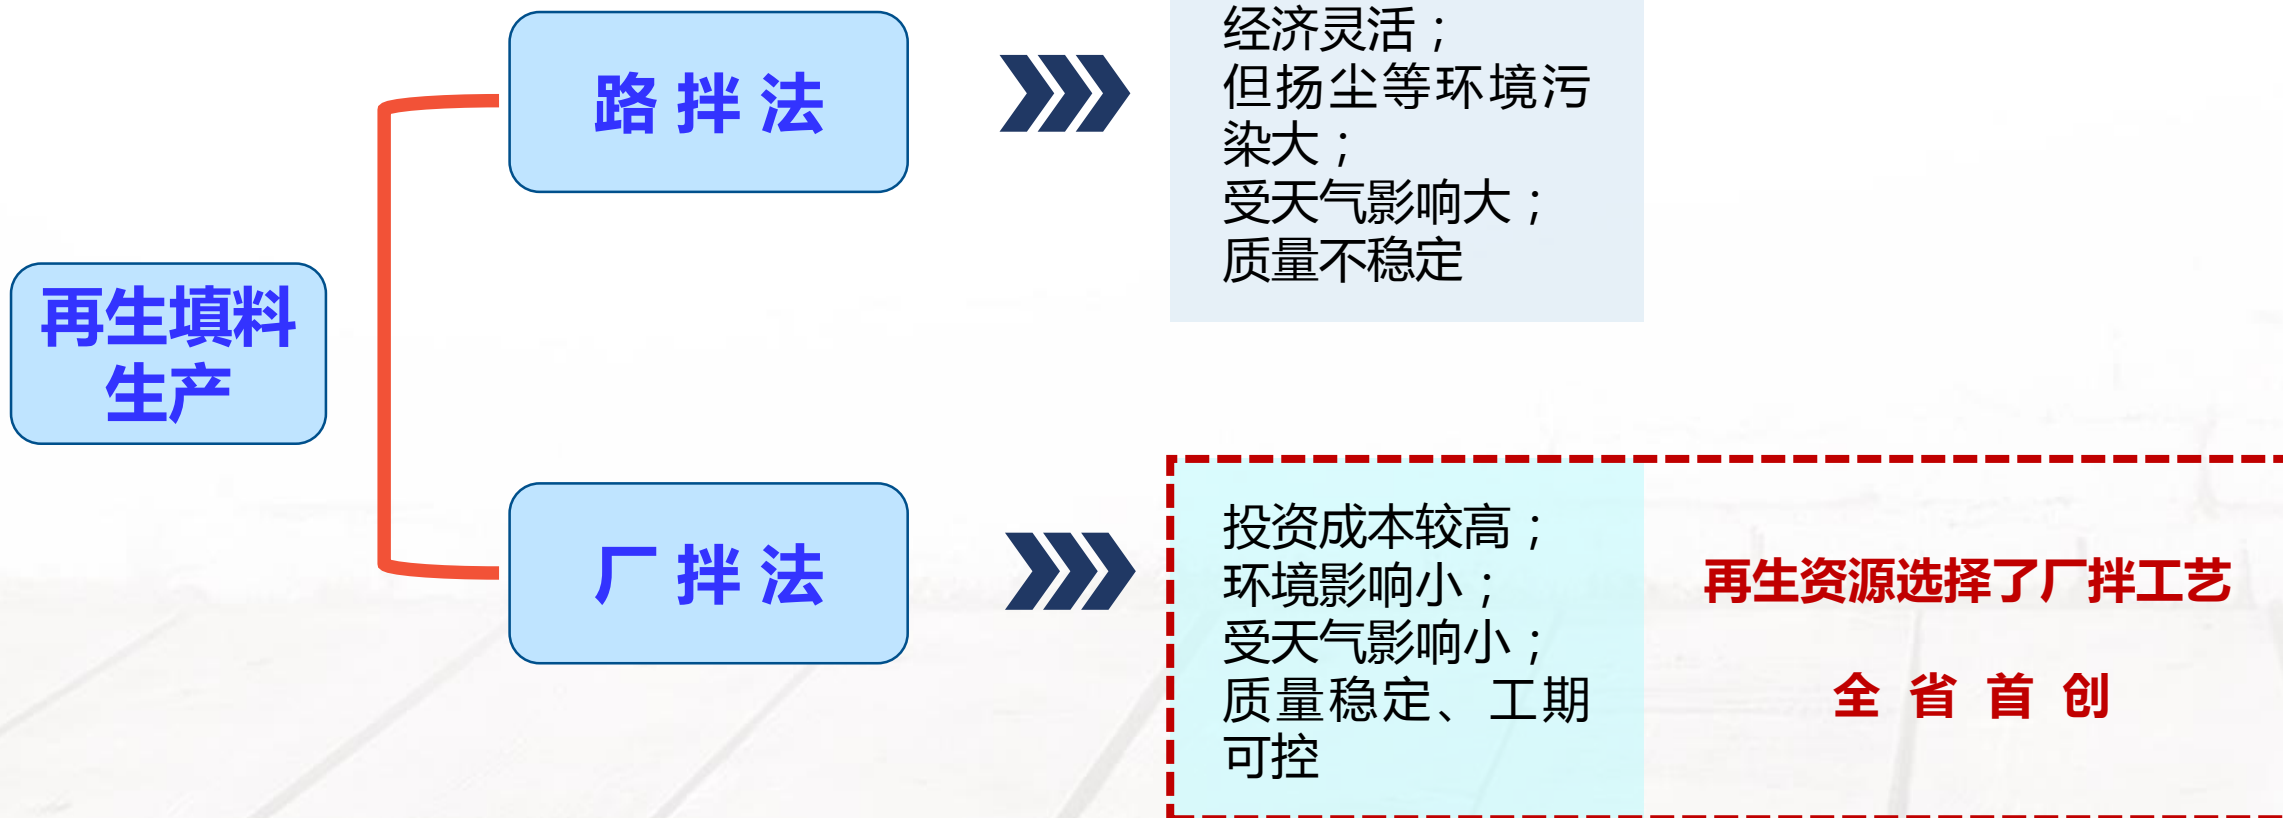 路拌法
经济灵活；
但扬尘等环境污
染大；
受天气影响大；
质量不稳定
再生填料
生产
厂拌法
投资成本较高；
环境影响小；
受天气影响小；
质量稳定、工期
可控
再生资源选择了厂拌工艺
全省首创